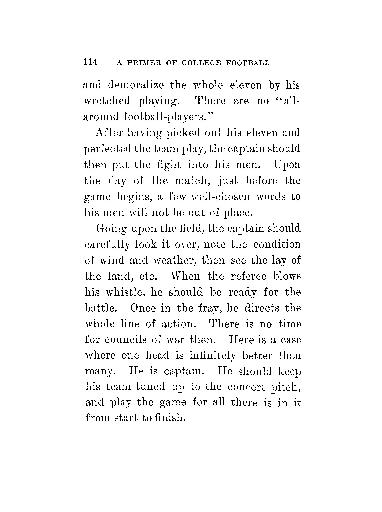 114 A PRIMER OF COLLEGE FOOTBALL
and demoralize the whole eleven by his
wretched playing. There are no "all-
around football-players."
After having picked out his eleven and
perfected the team play, the captain should
then put the fight into his men. Upon
the day of the match, just before the
game begins, a few well-chosen words to
his men will not be out of place.
Going upon the field, the captain should
carefully look it over, note the condition
of wind and weather, then see the lay of
the land, etc. When the referee blows
his whistle, he should be ready for the
battle. Once in the fray, he directs the
whole line of action. There is no time
for councils of war then. Here is a case
where one head is infinitely better than
many. He is captain. He should keep
his team tuned up to the concert pitch,
and play the game for all there is in it
from start to finish.